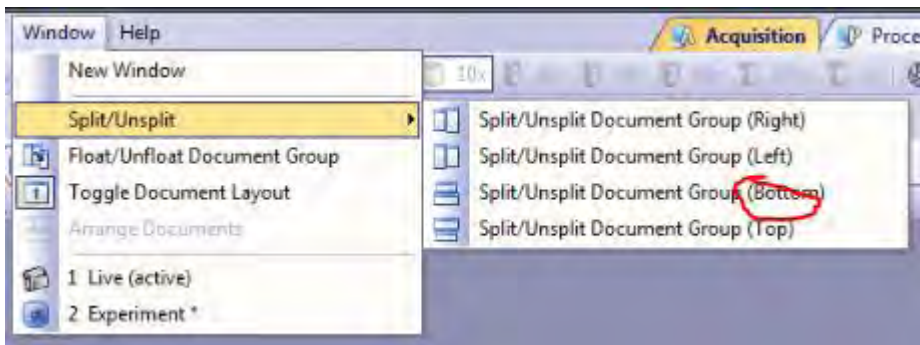 Window Help
Acquisition Proce
New Window
10x
Split/Unsplit
Split/Unsplit Document Group (Right)
Float/Unfloat Document Group
Split/Unsplit Document Group (Left)
Toggle Document Layout
Split/Unsplit Document Group (Bottom)
Arrange Documents
Split/Unsplit Document Group (Top)
1 Live (active)
2 Experiment *